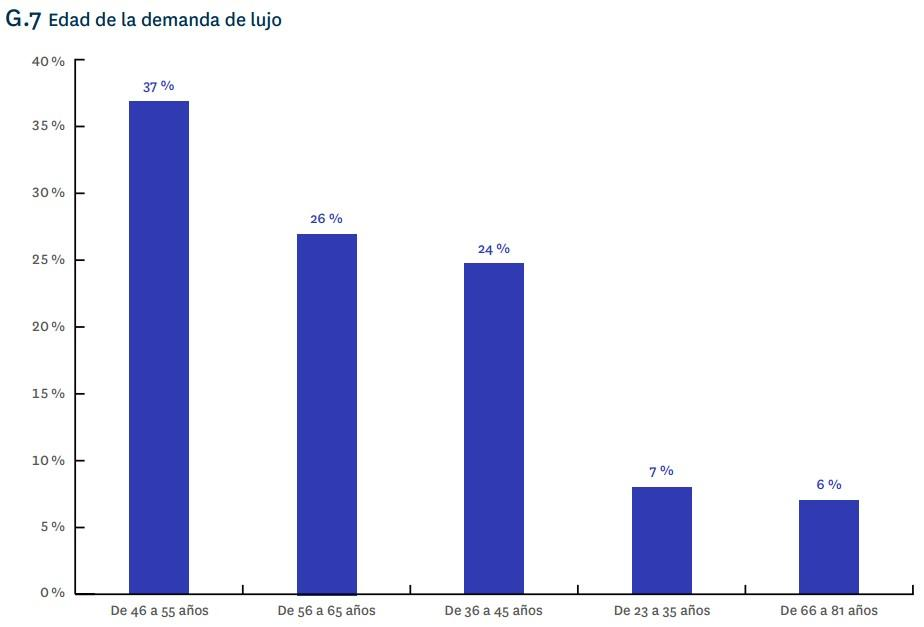 G.7 Edad de la demanda de lujo
40 %
35 %
30 %
25 %
20 %
15 %
10 %
5 %
0 %
37 %
26 %
24 %
7 %
6 %
De 46 a 55 años
De 56 a 65 años
De 36 a 45 años
De 23 a 35 años
De 66 a 81 años